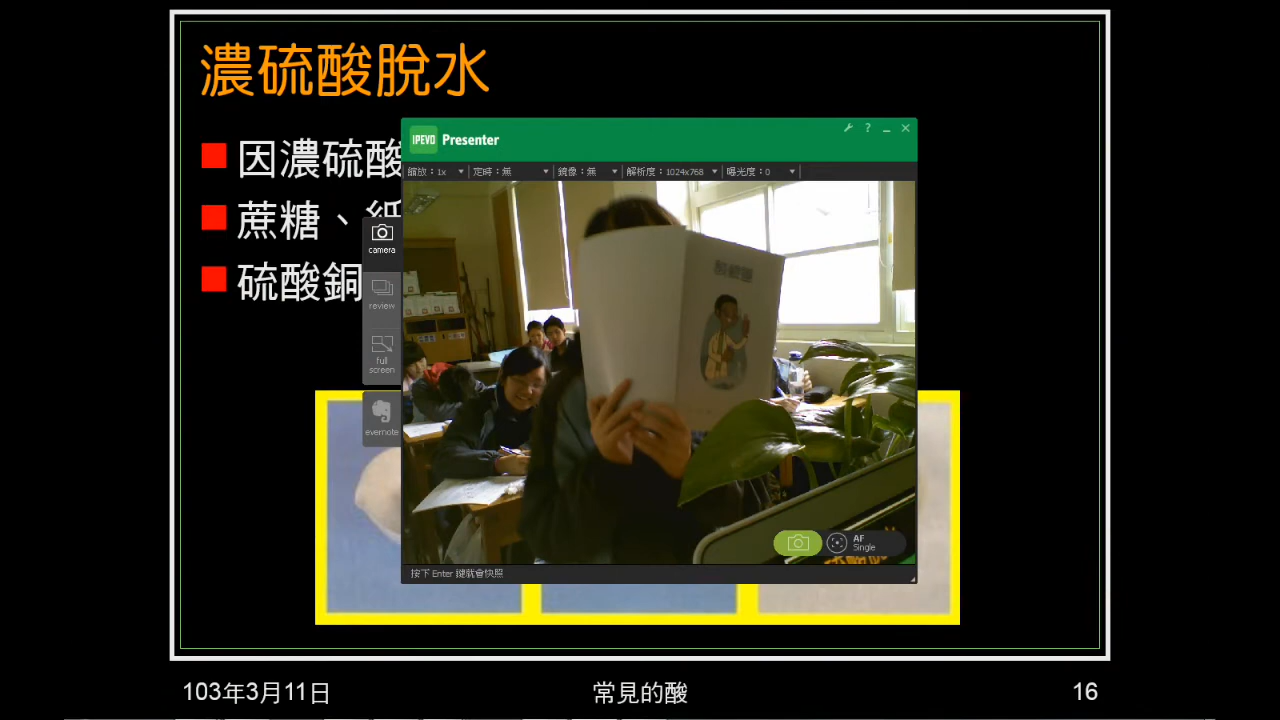 濃硫酸脫水
因濃硫酸
蔗糖、紙
硫酸銅
IPEVO Presenter
縮放：1x 定時：無 鏡像：無 解析度：1024x768 曝光度：0
camera
review
full
screen
evernote
AF
Single
按下 Enter 鍵就會快照
103年3月11日 常見的酸 16